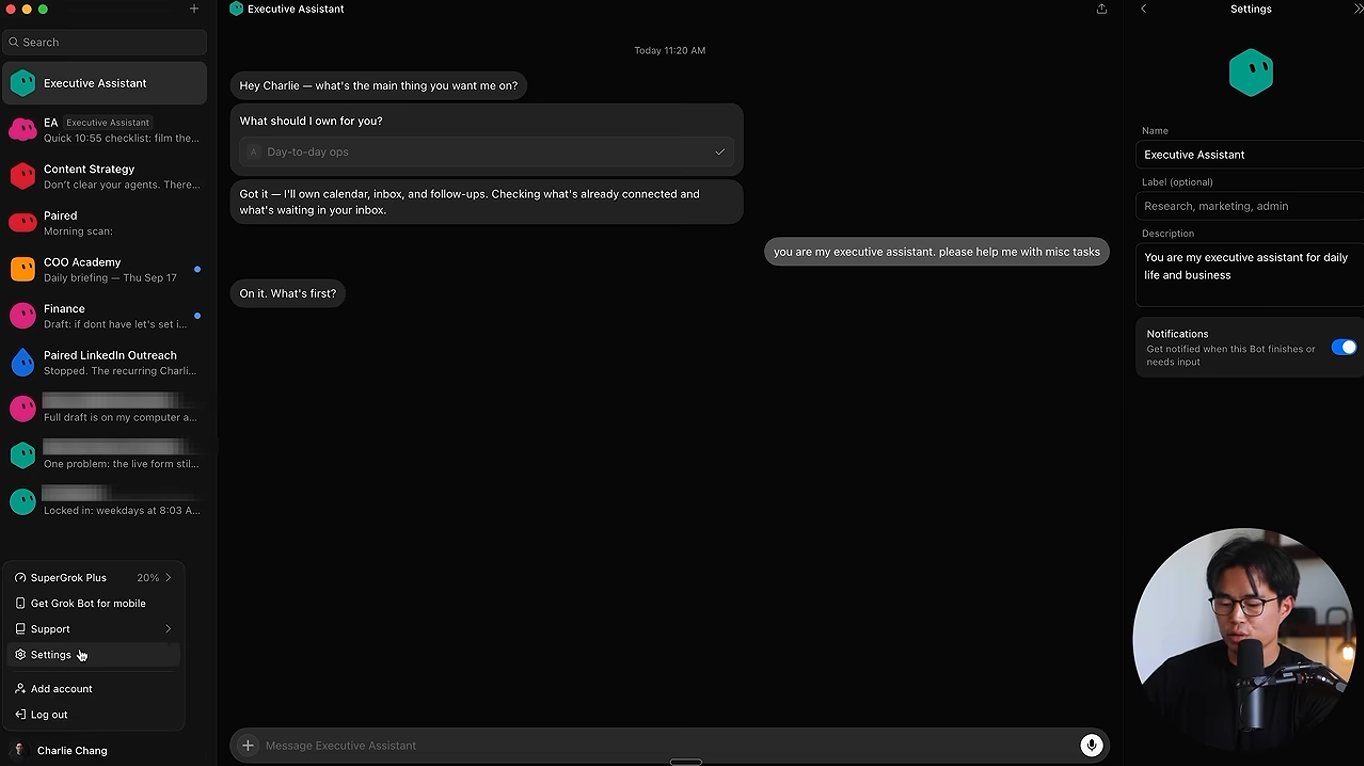 Search
Executive Assistant
EA Executive Assistant
Quick 10:55 checklist: film the...
Content Strategy
Don't clear your agents. There...
Paired
Morning scan:
COO Academy
Daily briefing — Thu Sep 17
Finance
Draft: if dont have let's set i...
Paired LinkedIn Outreach
Stopped. The recurring Charli...
Full draft is on my computer a...
One problem: the live form stil...
Locked in: weekdays at 8:03 A...
SuperGrok Plus 20%
Get Grok Bot for mobile
Support
Settings
Add account
Log out
Charlie Chang
Executive Assistant
Today 11:20 AM
Hey Charlie — what's the main thing you want me on?
What should I own for you?
A Day-to-day ops
Got it — I'll own calendar, inbox, and follow-ups. Checking what's already connected and
what's waiting in your inbox.
you are my executive assistant. please help me with misc tasks
On it. What's first?
Message Executive Assistant
Settings
Name
Executive Assistant
Label (optional)
Research, marketing, admin
Description
You are my executive assistant for daily
life and business
Notifications
Get notified when this Bot finishes or
needs input